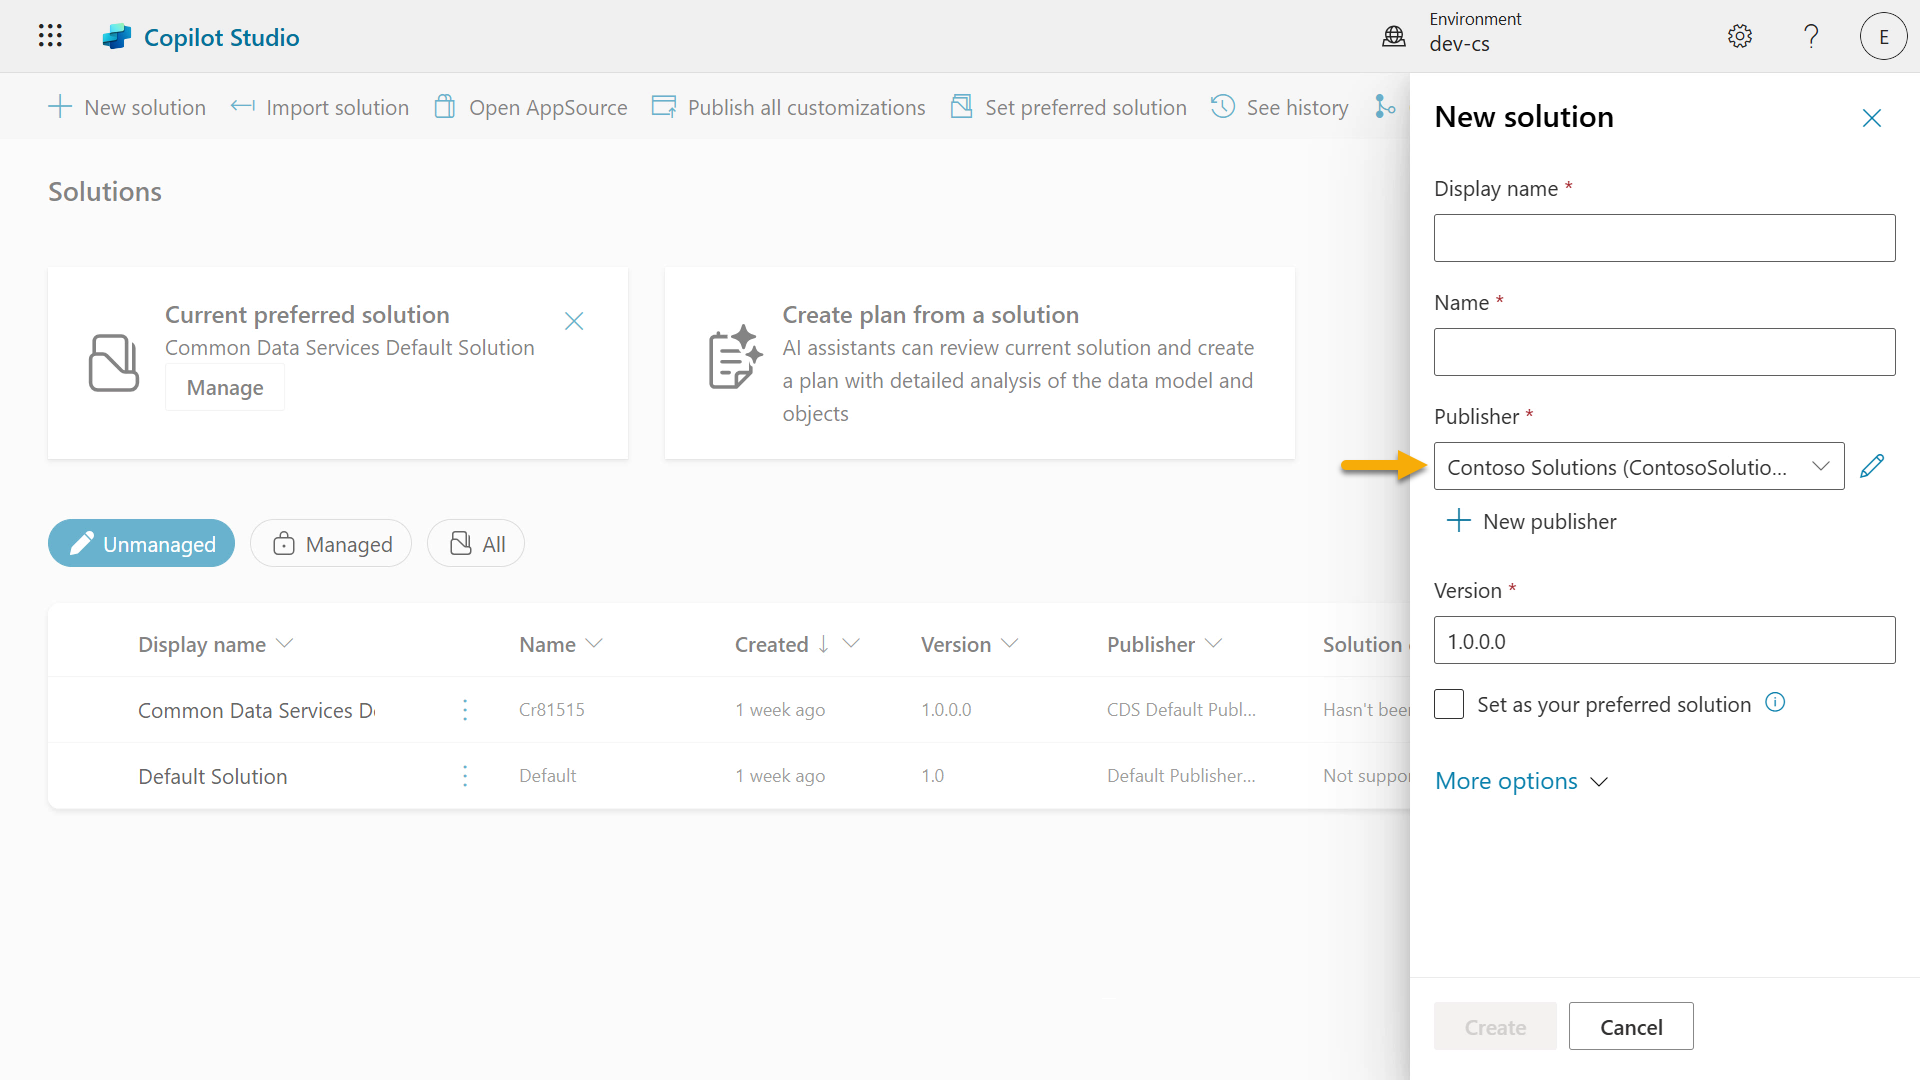 Copilot Studio
Environment
dev-cs
?
E
New solution
Import solution
Open AppSource
Publish all customizations
Set preferred solution
See history
Solutions
Current preferred solution
Common Data Services Default Solution
Manage
Create plan from a solution
AI assistants can review current solution and create
a plan with detailed analysis of the data model and
objects
Unmanaged
Managed
All
Display name
Name
Created
Version
Publisher
Solution
Common Data Services De
Cr81515
1 week ago
1.0.0.0
CDS Default Publ...
Hasn't been
Default Solution
Default
1 week ago
1.0
Default Publisher...
Not suppo
New solution
Display name *
Name *
Publisher *
Contoso Solutions (ContosoSolutio...
New publisher
Version *
1.0.0.0
Set as your preferred solution
More options
Create
Cancel